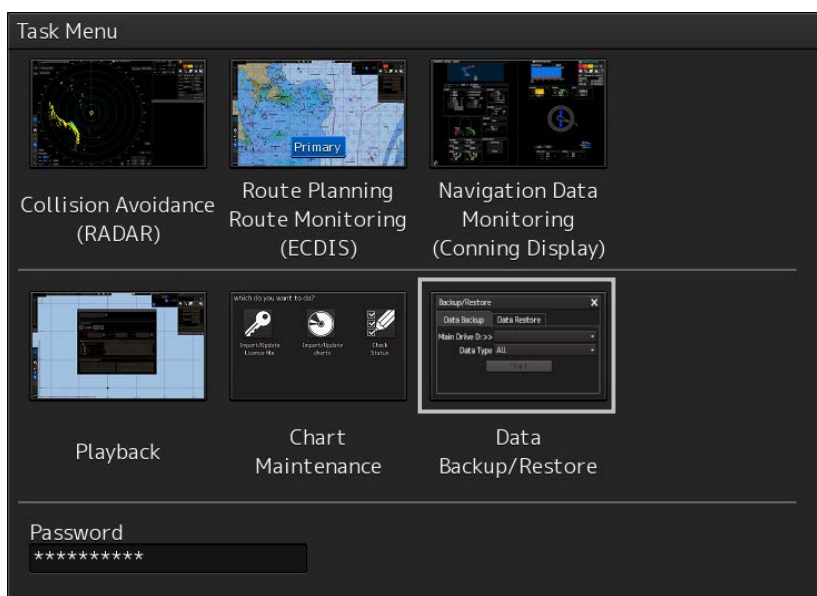 Task Menu
Primary
Collision Avoidance
(RADAR)
Route Planning
Route Monitoring
(ECDIS)
Navigation Data
Monitoring
(Conning Display)
which do you want to do?
Import/Update
Licence file
Import/Update
charts
Check
Status
Backup/Restore
Data Backup Data Restore
Main Drive D:>>
Data Type All
Playback
Chart
Maintenance
Data
Backup/Restore
Password
**********